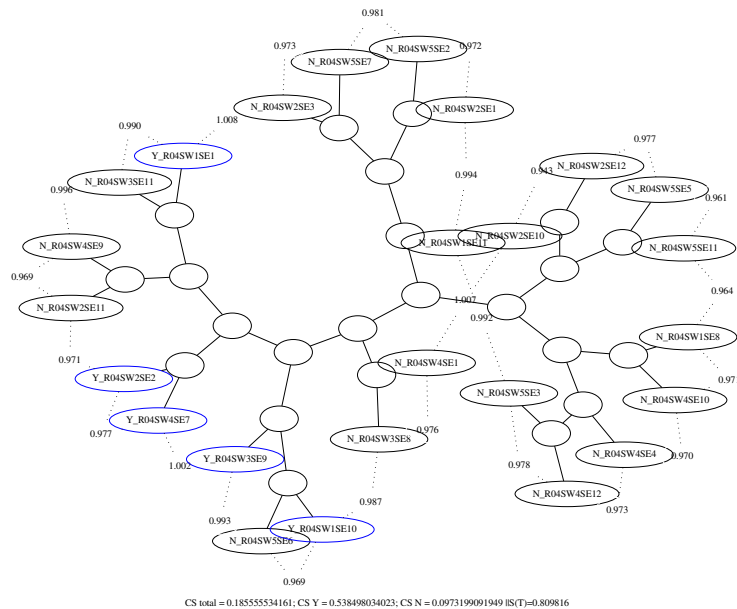 0.981
0.973
N_R04SW5SE7
N_R04SW5SE2
0.972
N_R04SW2SE3
N_R04SW2SE1
0.990
1.008
Y_R04SW1SE1
N_R04SW3SE11
0.996
0.977
N_R04SW2SE12
0.943
0.994
N_R04SW5SE5
0.961
N_R04SW4SE9
N_R04SW1SE11
N_R04SW2SE10
N_R04SW5SE11
0.969
N_R04SW2SE11
1.007
0.992
0.964
N_R04SW1SE8
0.971
N_R04SW4SE1
Y_R04SW2SE2
0.971
N_R04SW5SE3
N_R04SW4SE10
Y_R04SW4SE7
0.977
0.976
N_R04SW3SE8
Y_R04SW3SE9
1.002
0.978
N_R04SW4SE4
0.970
N_R04SW4SE12
0.987
0.973
0.993
Y_R04SW1SE10
N_R04SW5SE6
0.969
CS total = 0.185555534161; CS Y = 0.538498034023; CS N = 0.0973199091949 ||S(T)=0.809816